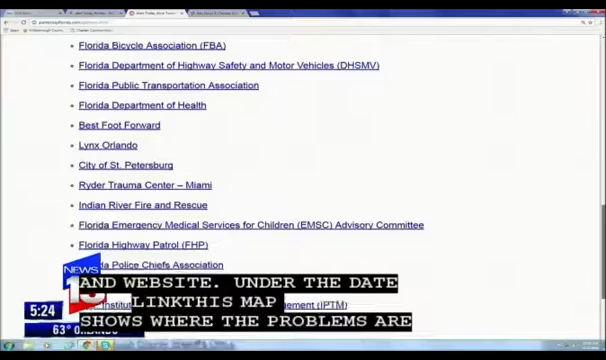 Florida Bicycle Association (FBA)
Florida Department of Highway Safety and Motor Vehicles (DHSMV)
Florida Public Transportation Association
Florida Department of Health
Best Foot Forward
Lynx Orlando
City of St. Petersburg
Ryder Trauma Center – Miami
Indian River Fire and Rescue
Florida Emergency Medical Services for Children (EMSC) Advisory Committee
Florida Highway Patrol (FHP)
Police Chiefs Association
NEWS
AND WEBSITE. UNDER THE DATE
LINKTHIS MAP
SHOWS WHERE THE PROBLEMS ARE
(IPTM)
5:24
63°